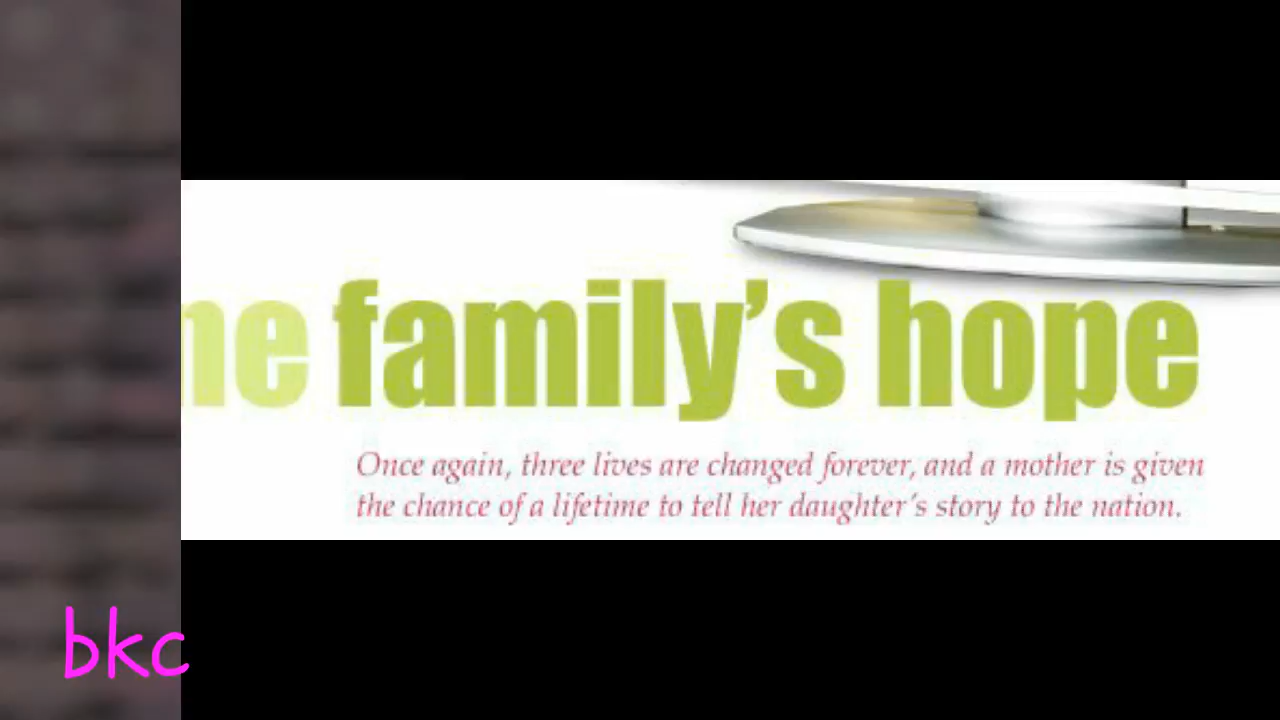 family's hope
Once again, three lives are changed forever, and a mother is given
the chance of a lifetime to tell her daughter's story to the nation.
bkc